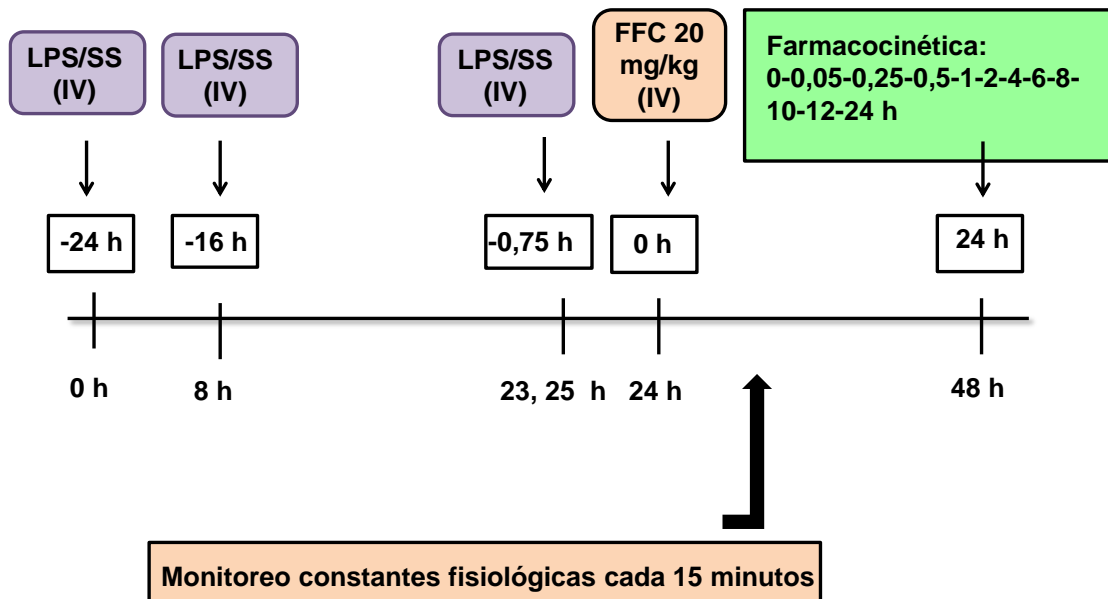 LPS/SS
(IV)
LPS/SS
(IV)
LPS/SS
(IV)
FFC 20
mg/kg
(IV)
Farmacocinética:
0-0,05-0,25-0,5-1-2-4-6-8-
10-12-24 h
-24 h
-16 h
-0,75 h
0 h
24 h
0 h
8 h
23, 25 h
24 h
48 h
Monitoreo constantes fisiológicas cada 15 minutos